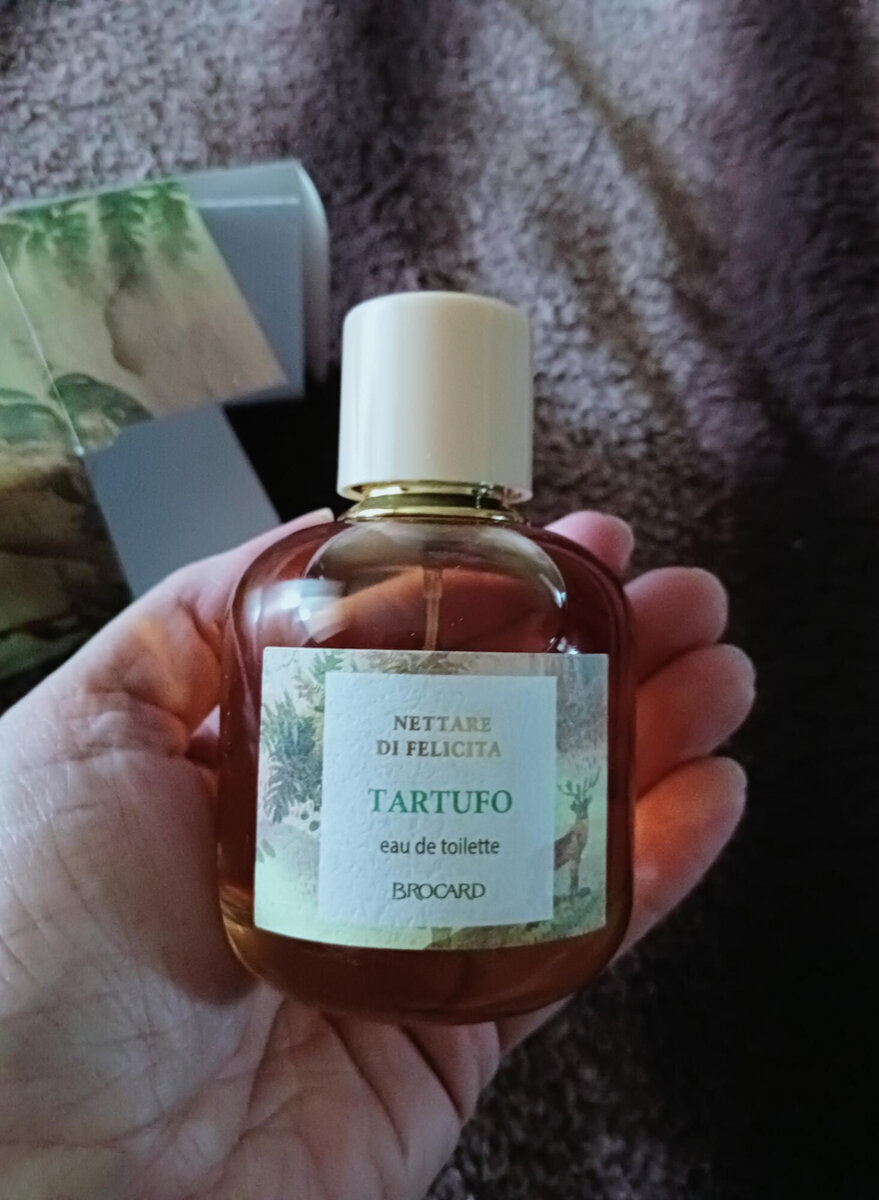 NETTARE
DI FELICITA
TARTUFO
eau de toilette
BROCARD